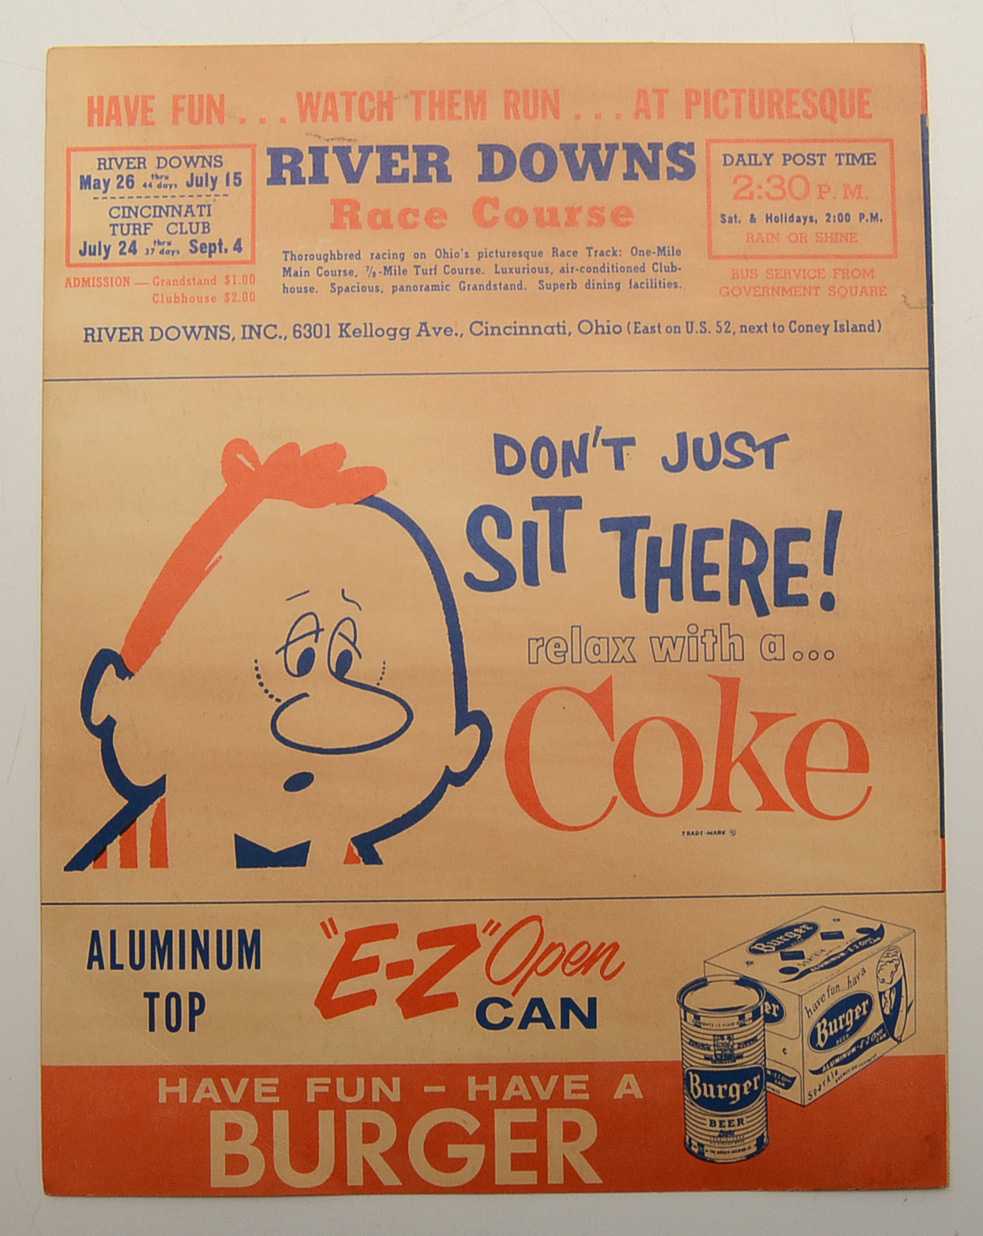 HAVE FUN . . . WATCH THEM RUN . . . AT PICTURESQUE
RIVER DOWNS
May 26 thru 44 days July 15
CINCINNATI
TURF CLUB
July 24 thru 37 days Sept. 4
ADMISSION — Grandstand $1.00
Clubhouse $2.00
RIVER DOWNS
Race Course
Thoroughbred racing on Ohio's picturesque Race Track: One-Mile
Main Course, 7/8-Mile Turf Course. Luxurious, air-conditioned Club-
house. Spacious, panoramic Grandstand. Superb dining facilities.
DAILY POST TIME
2:30 P. M.
Sat. & Holidays, 2:00 P.M.
RAIN OR SHINE
BUS SERVICE FROM
GOVERNMENT SQUARE
RIVER DOWNS, INC., 6301 Kellogg Ave., Cincinnati, Ohio (East on U.S. 52, next to Coney Island)
DON'T JUST
SIT THERE!
relax with a...
Coke
TRADE-MARK ®
ALUMINUM
TOP
"E-Z" Open
CAN
HAVE FUN – HAVE A
BURGER
Burger
have fun...have a
Burger
BEER
ALUMINUM-E-Z Open
CAN
Sparkle
Burger
BEER